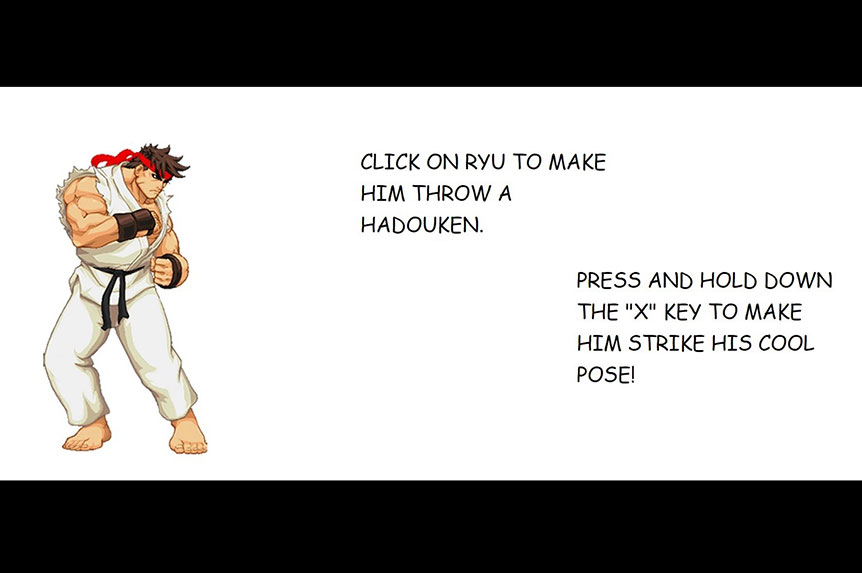 CLICK ON RYU TO MAKE
HIM THROW A
HADOUKEN.
PRESS AND HOLD DOWN
THE "X" KEY TO MAKE
HIM STRIKE HIS COOL
POSE!